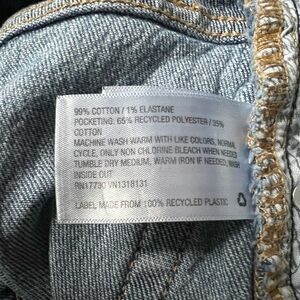 99% COTTON / 1% ELASTANE
POCKETING: 65% RECYCLED POLYESTER / 35%
COTTON
MACHINE WASH WARM WITH LIKE COLORS, NORMAL
CYCLE, ONLY NON CHLORINE BLEACH WHEN NEEDED
TUMBLE DRY MEDIUM, WARM IRON IF NEEDED, WASH
INSIDE OUT
RN17730 VN1318131
LABEL MADE FROM 100% RECYCLED PLASTIC